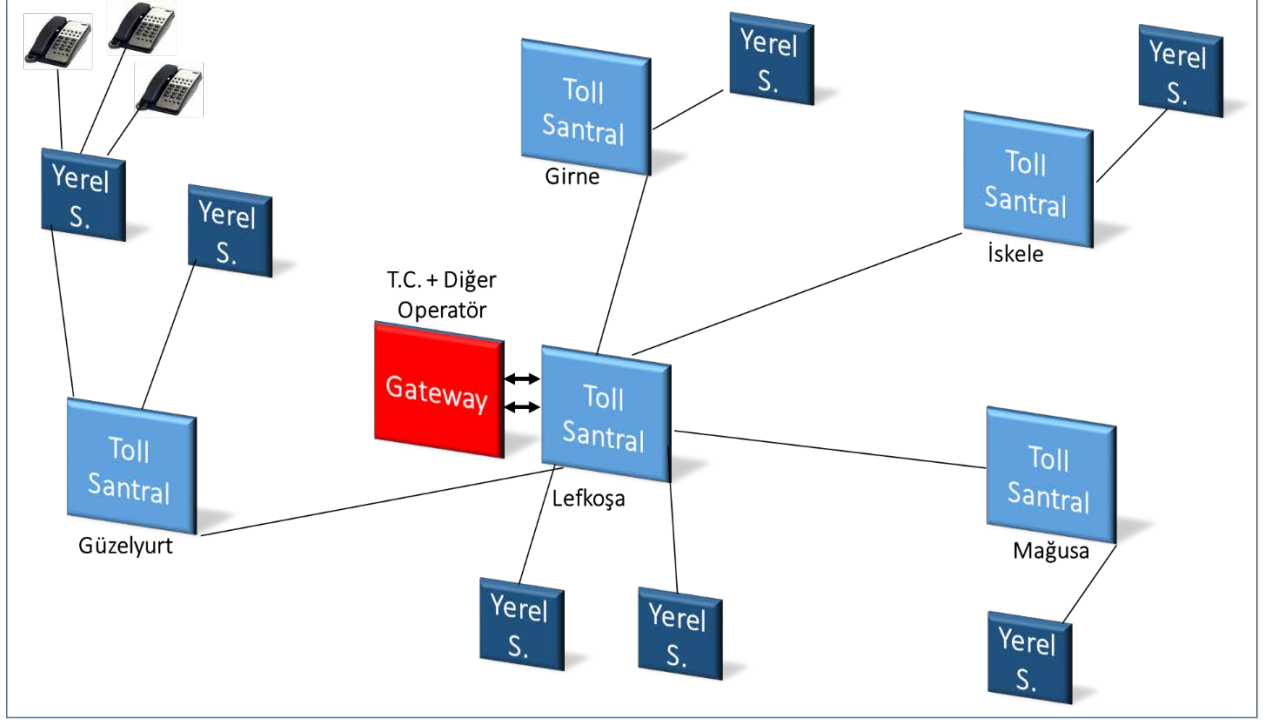 Yerel
S.
Yerel
S.
Toll
Santral
Güzelyurt
Toll
Santral
Girne
Yerel
S.
Toll
Santral
İskele
Yerel
S.
T.C. + Diğer
Operatör
Gateway
Toll
Santral
Lefkoşa
Yerel
S.
Yerel
S.
Toll
Santral
Mağusa
Yerel
S.